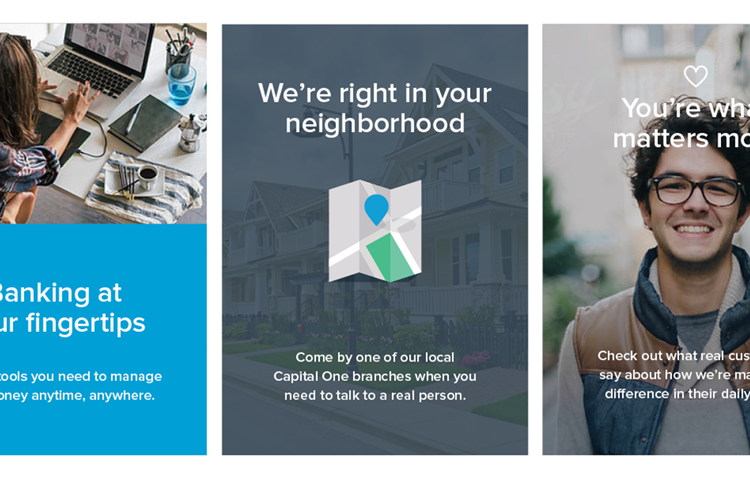 Banking at
ur fingertips
tools you need to manage
oney anytime, anywhere.
We're right in your
neighborhood
Come by one of our local
Capital One branches when you
need to talk to a real person.
You're wha
matters mo
Check out what real cus
say about how we're ma
difference in their daily